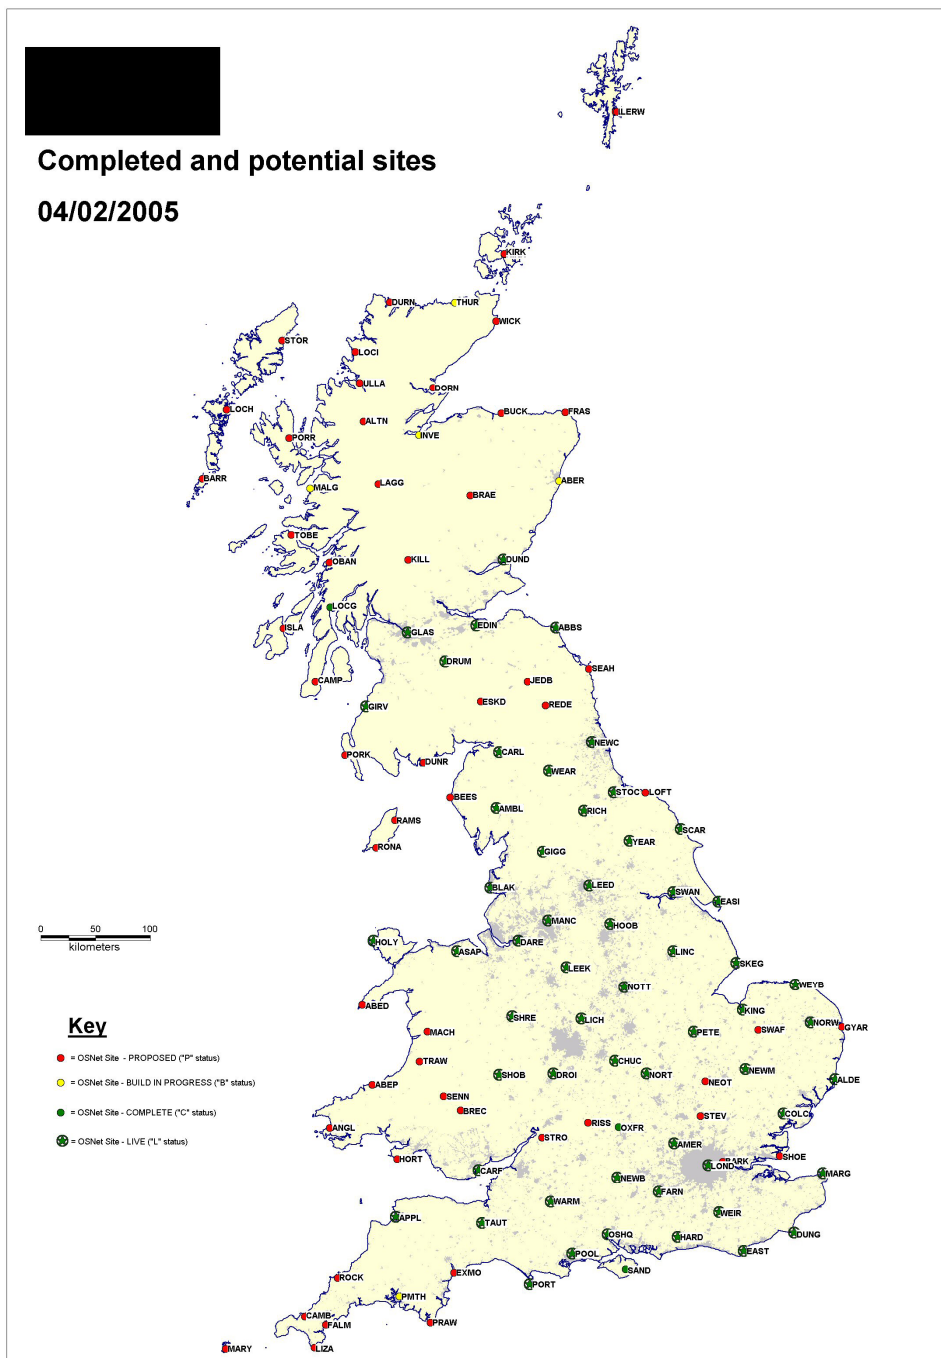 Completed and potential sites
04/02/2005
ILERW
KIRK
DURN
THUR
WICK
STOR
LOCI
ULLA
DORN
LOCH
BUCK
FRAS
ALTN
INVE
PORR
BARR
MALG
LAGG
ABER
BRAE
TOBE
OBAN
KILL
DUND
LOCG
ISLA
GLAS
EDIN
ABBS
DRUM
SEAH
CAMP
JEDB
GIRV
ESKD
REDE
NEWC
PORK
CARL
DUNR
WEAR
BEES
STOCY
LOFT
AMBL
RICH
RAMS
SCAR
RONA
YEAR
GIGG
BLAK
LEED
SWAN
EASI
MANC
HOOB
0 50 100
kilometers
HOLY
ASAP
DARE
LINC
LEEK
SKEG
NOTT
WEYB
ABED
KING
SHRE
LICH
NORW
GYAR
Key
MACH
PETE
SWAF
= OSNet Site - PROPOSED ("P" status)
TRAW
CHUC
= OSNet Site - BUILD IN PROGRESS ("B" status)
ABEP
SHOB
DROI
NORT
NEOT
NEWM
ALDE
SENN
= OSNet Site - COMPLETE ("C" status)
BREC
STEV
COLC
ANGL
RISS
OXFR
= OSNet Site - LIVE ("L" status)
STRO
AMER
HORT
CARF
LOND
BARK
SHOE
MARG
NEWB
FARN
WARM
APPL
TAUT
WEIR
OSHQ
HARD
DUNG
POOL
EAST
ROCK
EXMO
PORT
SAND
PMTH
CAMB
FALM
PRAW
MARY
LIZA